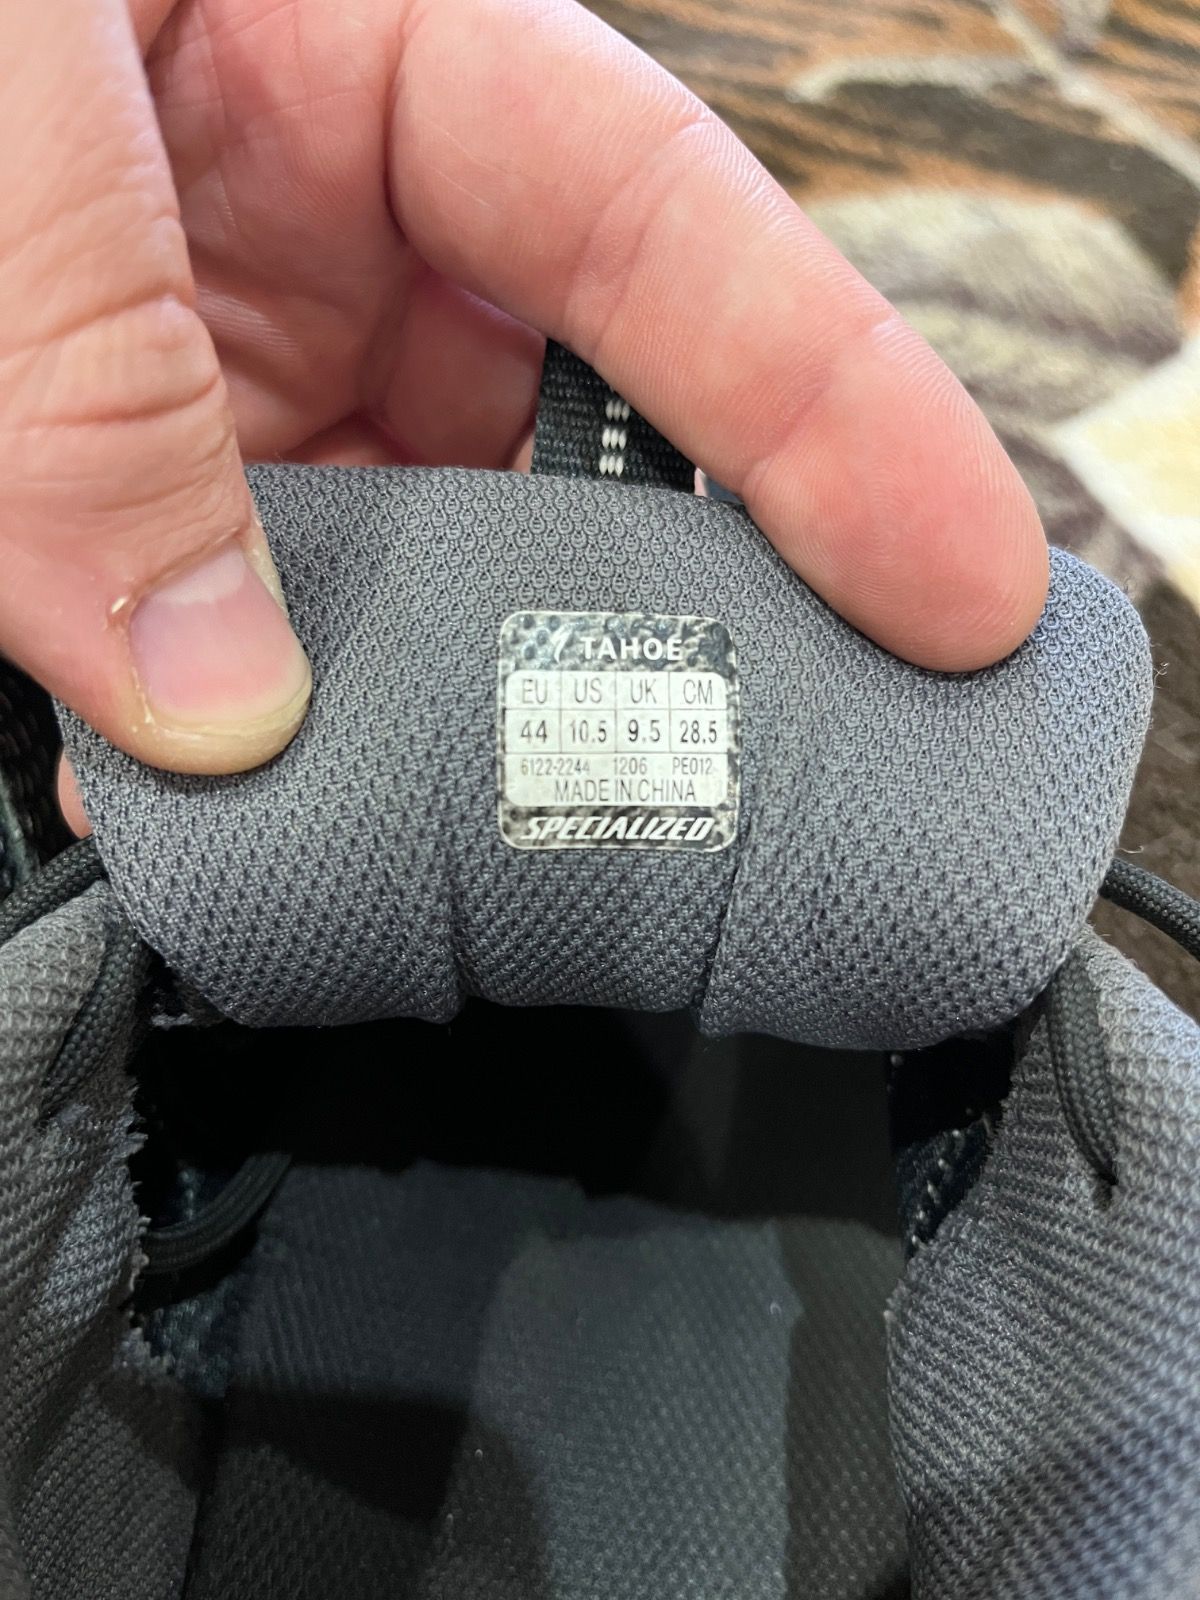 TAHOE
EU US UK CM
44 10.5 9.5 28.5
6122-2244 1206 PE012
MADE IN CHINA
SPECIALIZED